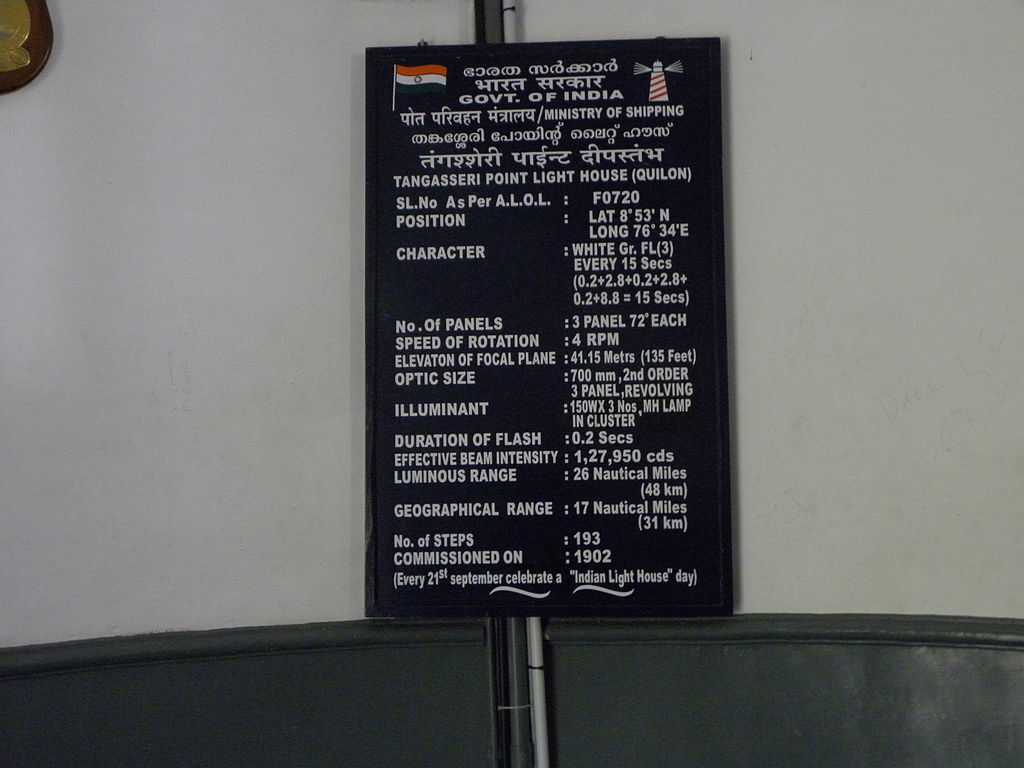 ഭാരത സർക്കാർ
भारत सरकार
GOVT. OF INDIA
पोत परिवहन मंत्रालय/MINISTRY OF SHIPPING
തങ്കശ്ശേരി പോയിന്റ് ലൈറ്റ് ഹൗസ്
तंगश्शेरी पाईन्ट दीपस्तंभ
TANGASSERI POINT LIGHT HOUSE (QUILON)
SL.No As Per A.L.O.L. : F0720
POSITION : LAT 8° 53' N
LONG 76° 34'E
CHARACTER : WHITE Gr. FL(3)
EVERY 15 Secs
(0.2+2.8+0.2+2.8+
0.2+8.8 = 15 Secs)
No. Of PANELS : 3 PANEL 72° EACH
SPEED OF ROTATION : 4 RPM
ELEVATON OF FOCAL PLANE : 41.15 Metrs (135 Feet)
OPTIC SIZE : 700 mm, 2nd ORDER
3 PANEL, REVOLVING
ILLUMINANT : 150WX 3 Nos, MH LAMP
IN CLUSTER
DURATION OF FLASH : 0.2 Secs
EFFECTIVE BEAM INTENSITY : 1,27,950 cds
LUMINOUS RANGE : 26 Nautical Miles
(48 km)
GEOGRAPHICAL RANGE : 17 Nautical Miles
(31 km)
No. of STEPS : 193
COMMISSIONED ON : 1902
(Every 21st september celebrate a "Indian Light House" day)